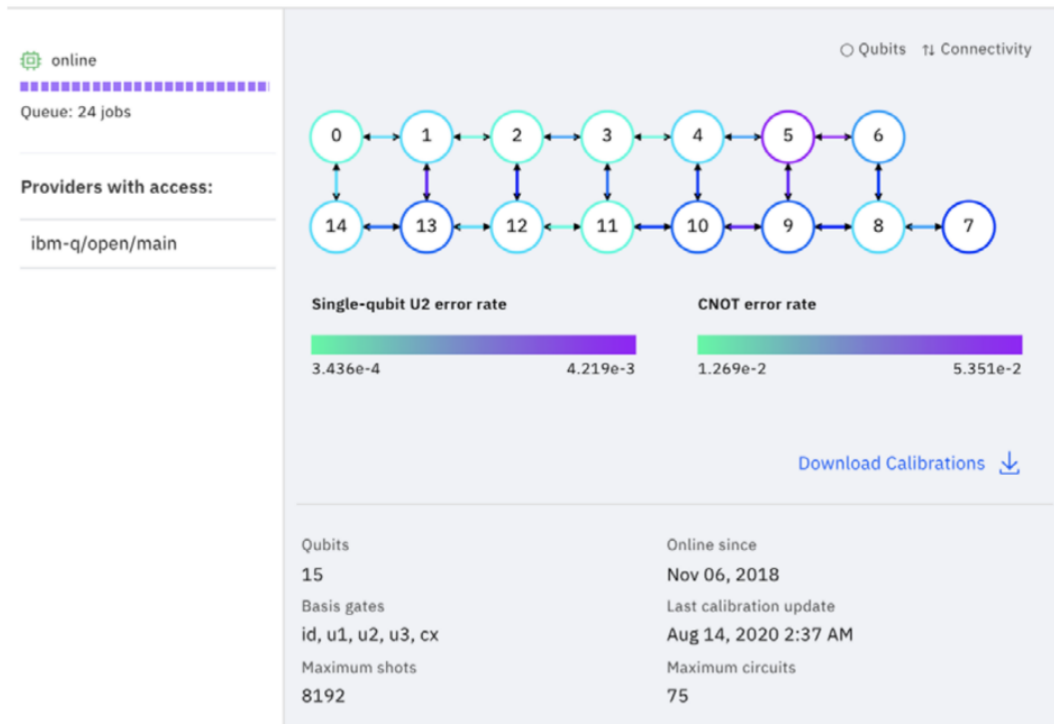 online
Queue: 24 jobs
Providers with access:
ibm-q/open/main
Qubits Connectivity
0 1 2 3 4 5 6
14 13 12 11 10 9 8 7
Single-qubit U2 error rate
3.436e-4 4.219e-3
CNOT error rate
1.269e-2 5.351e-2
Download Calibrations
Qubits
15
Online since
Nov 06, 2018
Basis gates
id, u1, u2, u3, cx
Last calibration update
Aug 14, 2020 2:37 AM
Maximum shots
8192
Maximum circuits
75